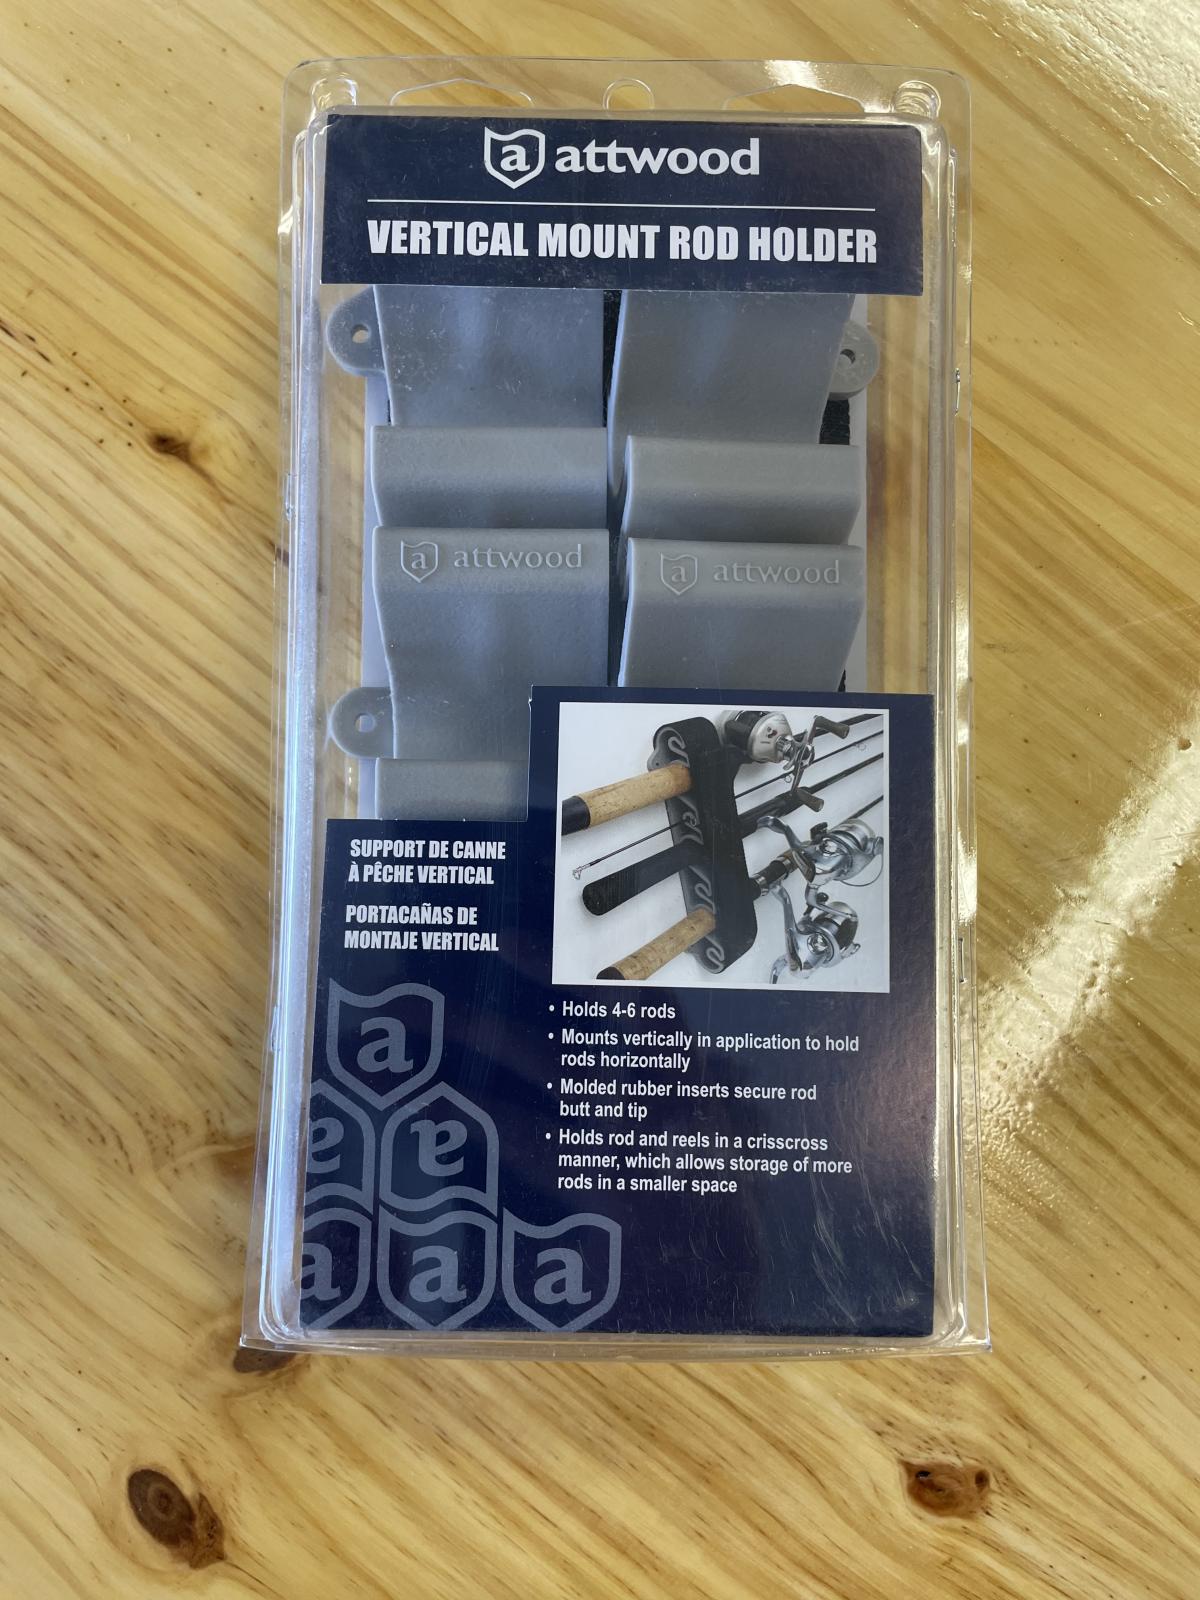 a attwood
VERTICAL MOUNT ROD HOLDER
a attwood
a attwood
SUPPORT DE CANNE
À PÊCHE VERTICAL
PORTACAÑAS DE
MONTAJE VERTICAL
• Holds 4-6 rods
• Mounts vertically in application to hold
rods horizontally
• Molded rubber inserts secure rod
butt and tip
• Holds rod and reels in a crisscross
manner, which allows storage of more
rods in a smaller space
a
a a
a a a